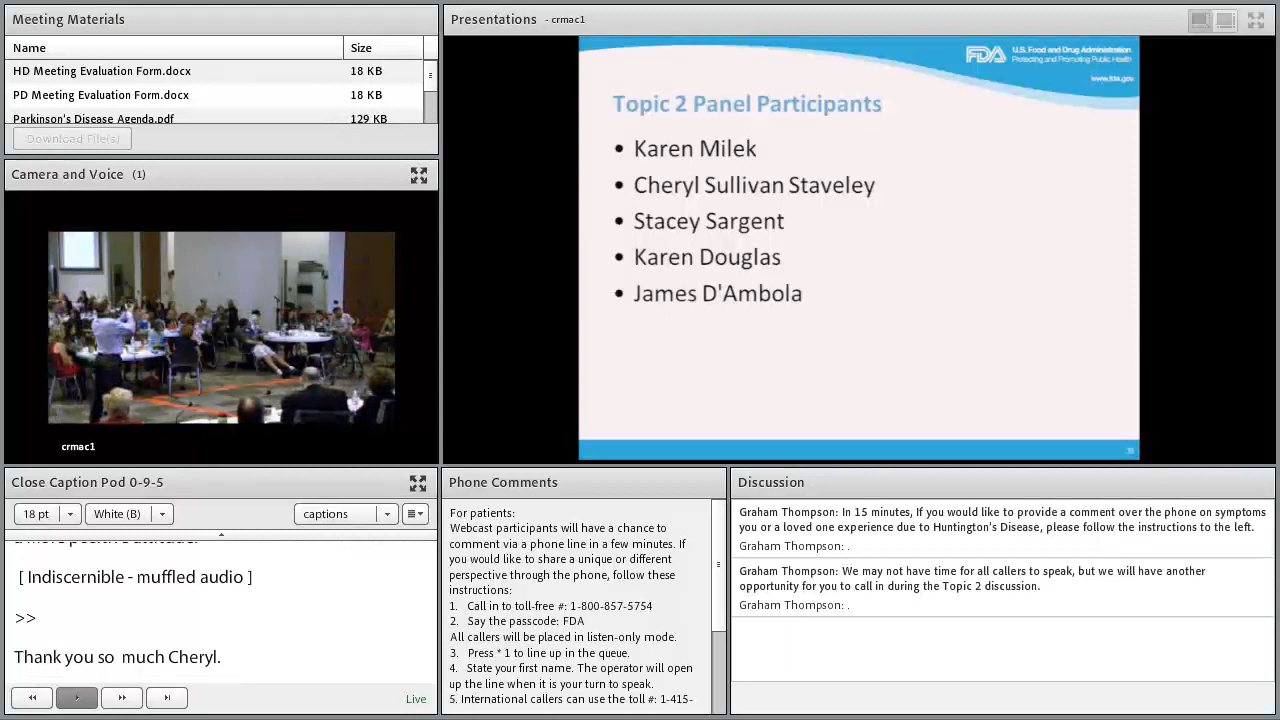 Meeting Materials
Name Size
HD Meeting Evaluation Form.docx 18 KB
PD Meeting Evaluation Form.docx 18 KB
Parkinson's Disease Agenda.pdf 129 KB
Download File(s)
Camera and Voice (1)
crmac1
Close Caption Pod 0-9-5
18 pt White (B) captions
a more positive attitude.
[ Indiscernible - muffled audio ]
>>
Thank you so much Cheryl.
Live
Presentations - crmac1
FDA U.S. Food and Drug Administration
Protecting and Promoting Public Health
www.fda.gov
Topic 2 Panel Participants
• Karen Milek
• Cheryl Sullivan Staveley
• Stacey Sargent
• Karen Douglas
• James D'Ambola
Phone Comments
For patients:
Webcast participants will have a chance to
comment via a phone line in a few minutes. If
you would like to share a unique or different
perspective through the phone, follow these
instructions:
1. Call in to toll-free #: 1-800-857-5754
2. Say the passcode: FDA
All callers will be placed in listen-only mode.
3. Press * 1 to line up in the queue.
4. State your first name. The operator will open
up the line when it is your turn to speak.
5. International callers can use the toll #: 1-415-
Discussion
Graham Thompson: In 15 minutes, If you would like to provide a comment over the phone on symptoms
you or a loved one experience due to Huntington's Disease, please follow the instructions to the left.
Graham Thompson: .
Graham Thompson: We may not have time for all callers to speak, but we will have another
opportunity for you to call in during the Topic 2 discussion.
Graham Thompson: .